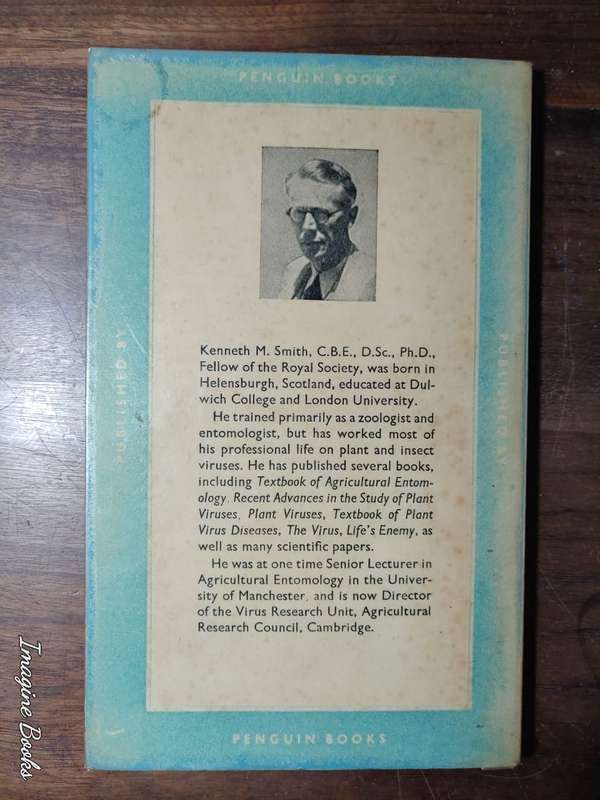 PENGUIN BOOKS
Kenneth M. Smith, C.B.E., D.Sc., Ph.D.,
Fellow of the Royal Society, was born in
Helensburgh, Scotland, educated at Dul-
wich College and London University.
He trained primarily as a zoologist and
entomologist, but has worked most of
his professional life on plant and insect
viruses. He has published several books,
including Textbook of Agricultural Entom-
ology, Recent Advances in the Study of Plant
Viruses, Plant Viruses, Textbook of Plant
Virus Diseases, The Virus, Life's Enemy, as
well as many scientific papers.
He was at one time Senior Lecturer in
Agricultural Entomology in the Univer-
sity of Manchester, and is now Director
of the Virus Research Unit, Agricultural
Research Council, Cambridge.
PENGUIN BOOKS
PUBLISHED BY
PUBLISHED BY
Imagine Books